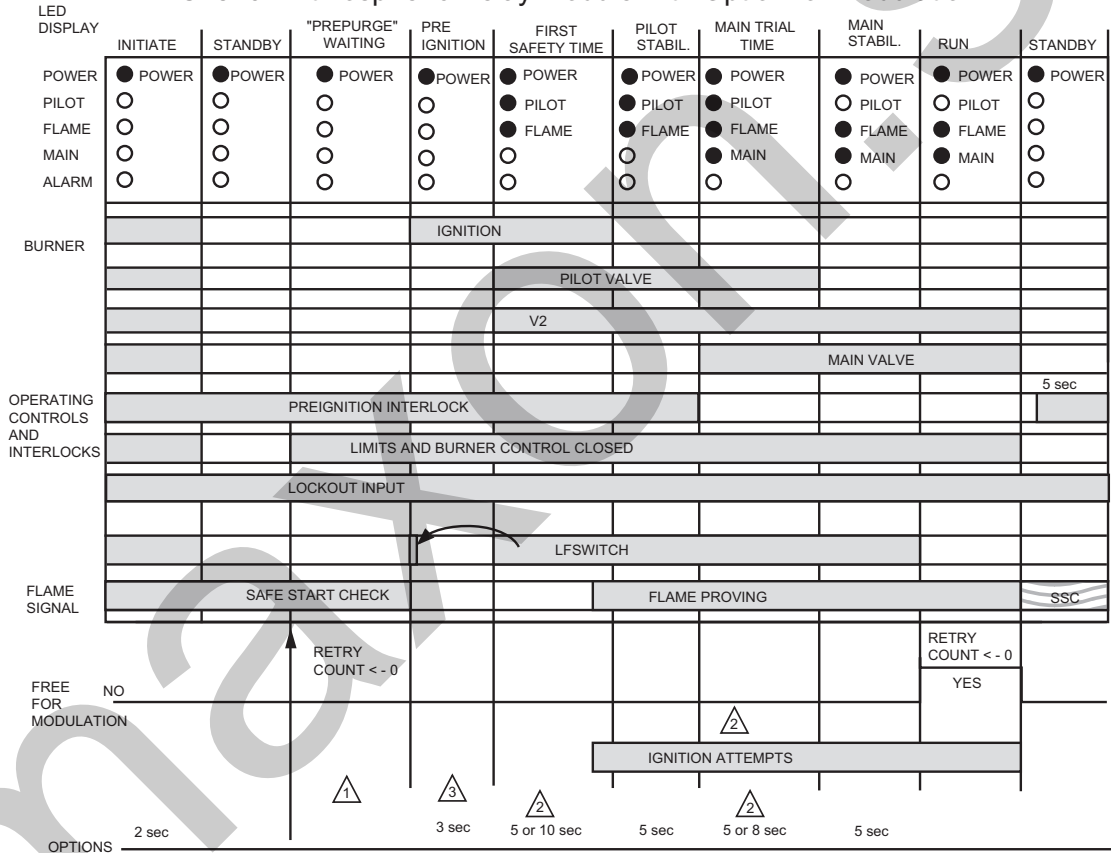 LED
DISPLAY
INITIATE
STANDBY
"PREPURGE"
WAITING
PRE
IGNITION
FIRST
SAFETY TIME
PILOT
STABIL.
MAIN TRIAL
TIME
MAIN
STABIL.
RUN
STANDBY
POWER POWER POWER POWER POWER POWER POWER POWER POWER POWER POWER
PILOT PILOT PILOT PILOT PILOT PILOT
FLAME FLAME FLAME FLAME FLAME FLAME
MAIN MAIN MAIN MAIN
ALARM
BURNER
IGNITION
PILOT VALVE
V2
MAIN VALVE
5 sec
OPERATING
CONTROLS
AND
INTERLOCKS
PREIGNITION INTERLOCK
LIMITS AND BURNER CONTROL CLOSED
LOCKOUT INPUT
LFSWITCH
FLAME
SIGNAL
SAFE START CHECK
FLAME PROVING
SSC
RETRY
COUNT < - 0
RETRY
COUNT < - 0
FREE
FOR
MODULATION
NO
YES
2
IGNITION ATTEMPTS
1
3
2
2
2 sec
3 sec
5 or 10 sec
5 sec
5 or 8 sec
5 sec
OPTIONS
maxon.s